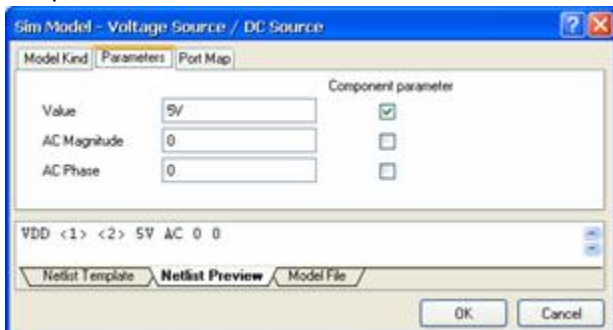 Sim Model - Voltage Source / DC Source
Model Kind Parameters Port Map
Component parameter
Value 5V
AC Magnitude 0
AC Phase 0
VDD <1> <2> 5V AC 0 0
Netlist Template Netlist Preview Model File
OK Cancel